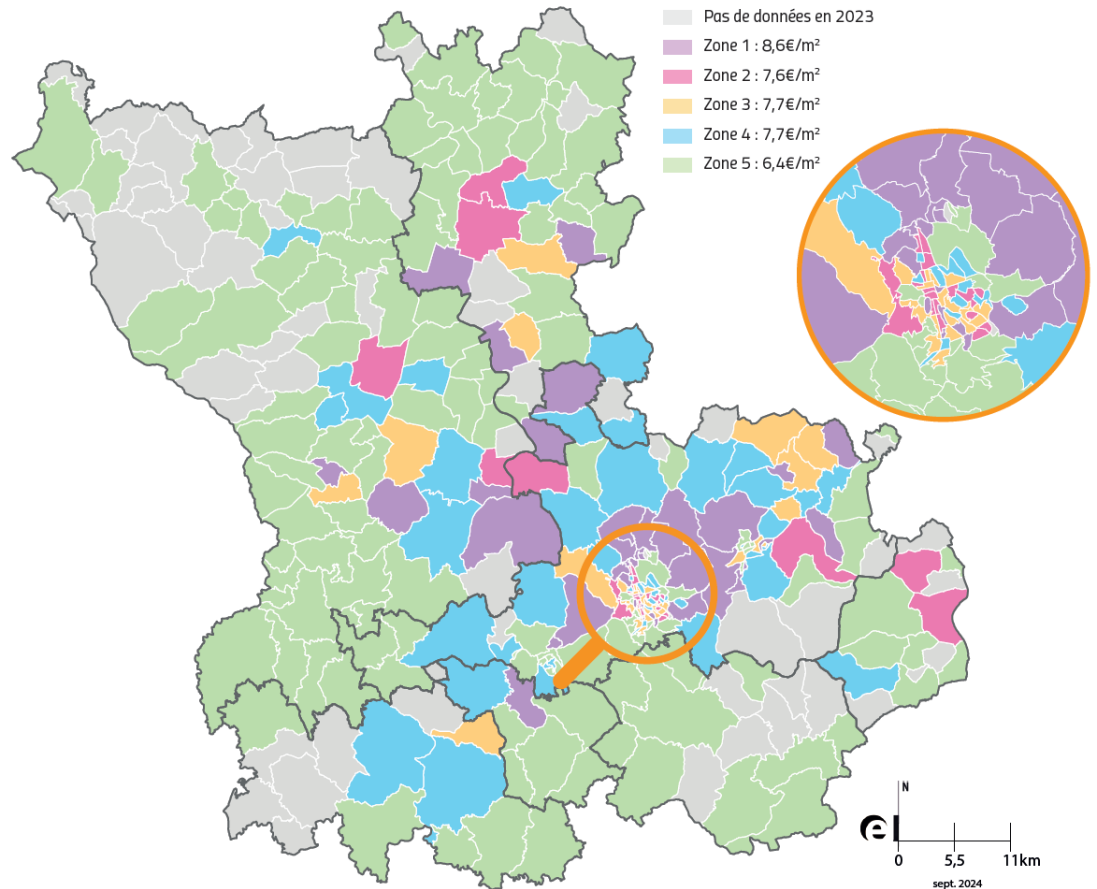 Pas de données en 2023
Zone 1 : 8,6€/m²
Zone 2 : 7,6€/m²
Zone 3 : 7,7€/m²
Zone 4 : 7,7€/m²
Zone 5 : 6,4€/m²
N
0 5,5 11km
sept. 2024